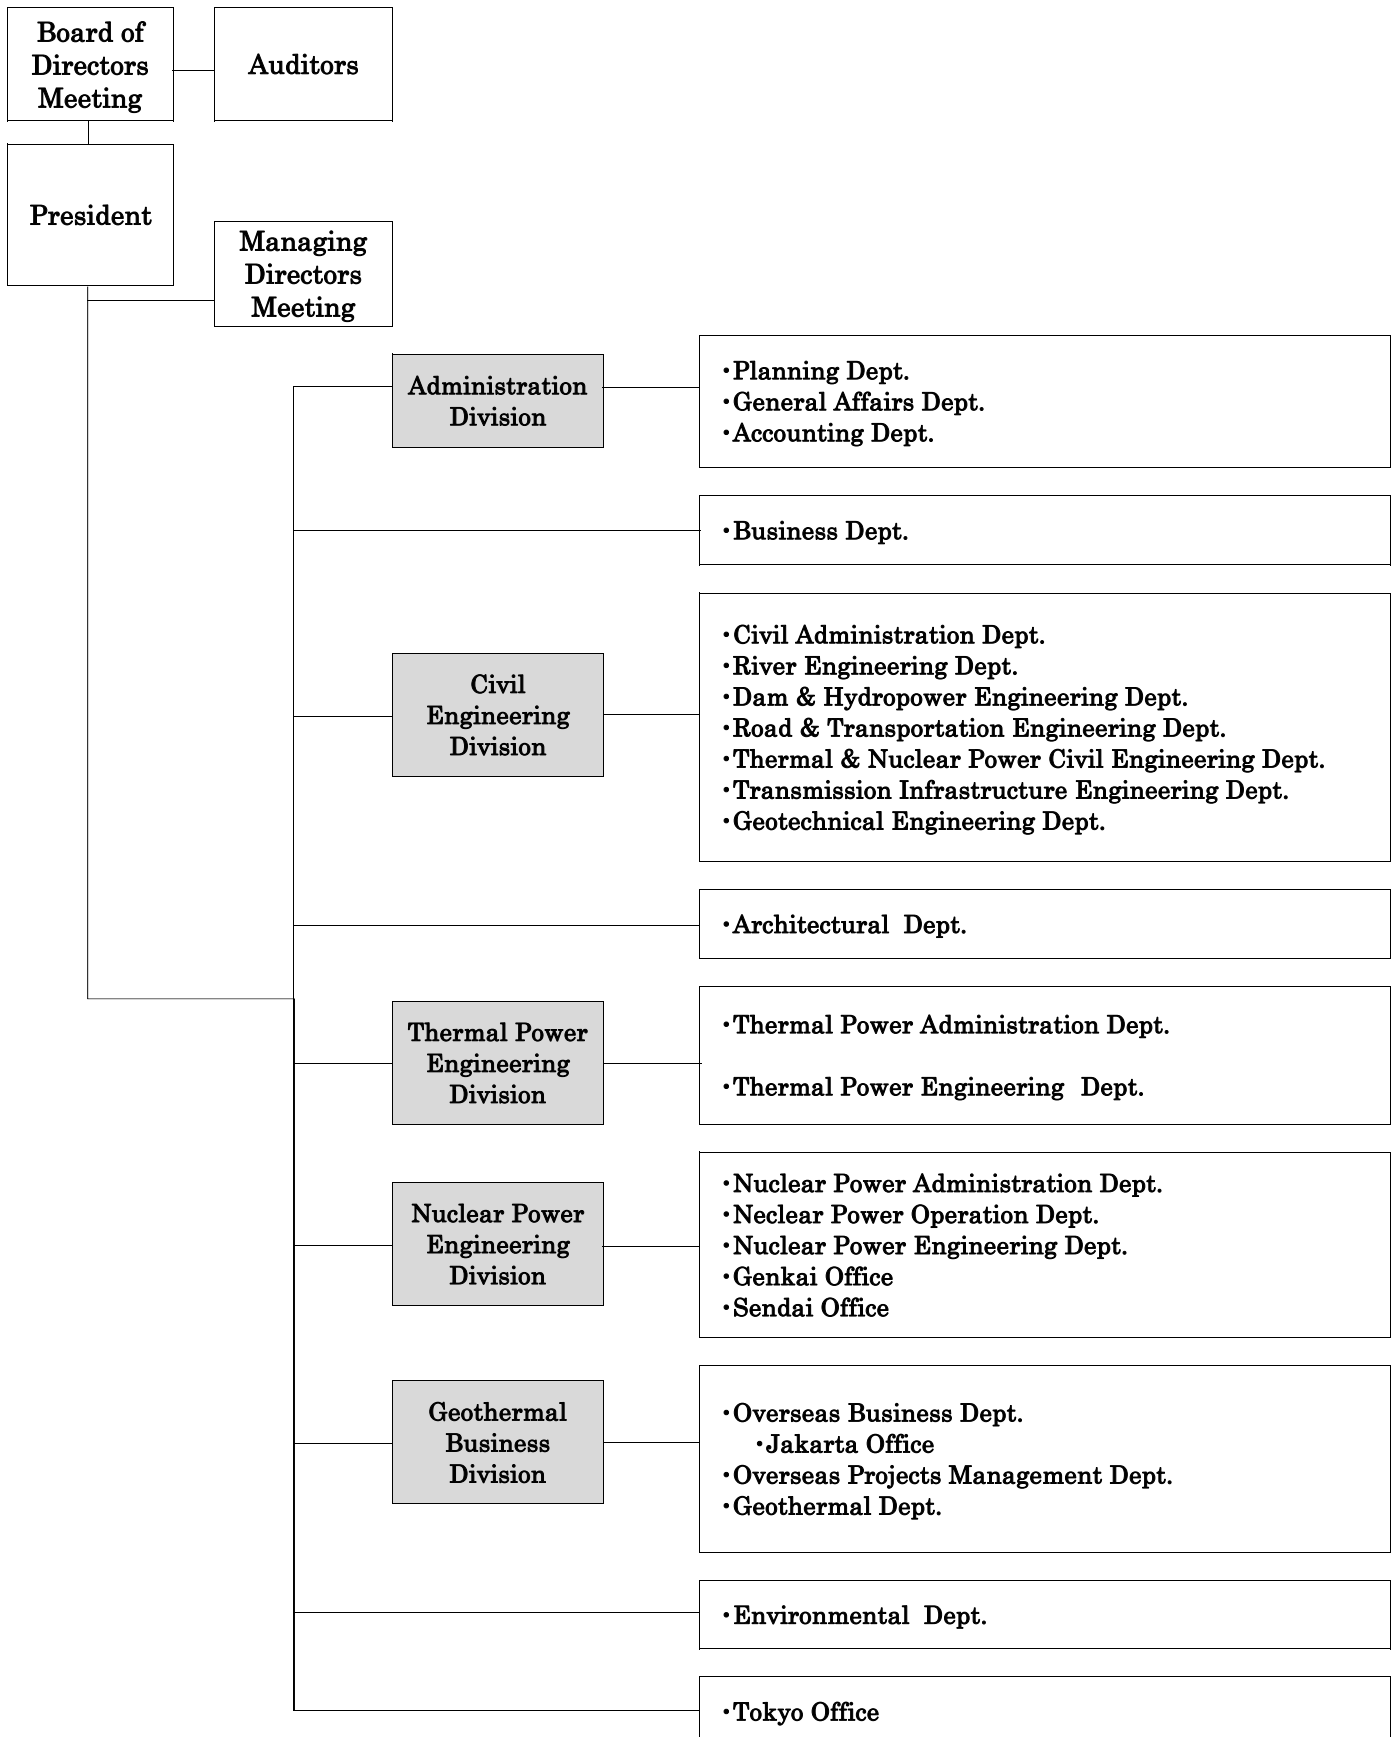 Board of
Directors
Meeting
Auditors
President
Managing
Directors
Meeting
Administration
Division
・Planning Dept.
・General Affairs Dept.
・Accounting Dept.
・Business Dept.
Civil
Engineering
Division
・Civil Administration Dept.
・River Engineering Dept.
・Dam & Hydropower Engineering Dept.
・Road & Transportation Engineering Dept.
・Thermal & Nuclear Power Civil Engineering Dept.
・Transmission Infrastructure Engineering Dept.
・Geotechnical Engineering Dept.
・Architectural Dept.
Thermal Power
Engineering
Division
・Thermal Power Administration Dept.
・Thermal Power Engineering Dept.
Nuclear Power
Engineering
Division
・Nuclear Power Administration Dept.
・Neclear Power Operation Dept.
・Nuclear Power Engineering Dept.
・Genkai Office
・Sendai Office
Geothermal
Business
Division
・Overseas Business Dept.
・Jakarta Office
・Overseas Projects Management Dept.
・Geothermal Dept.
・Environmental Dept.
・Tokyo Office